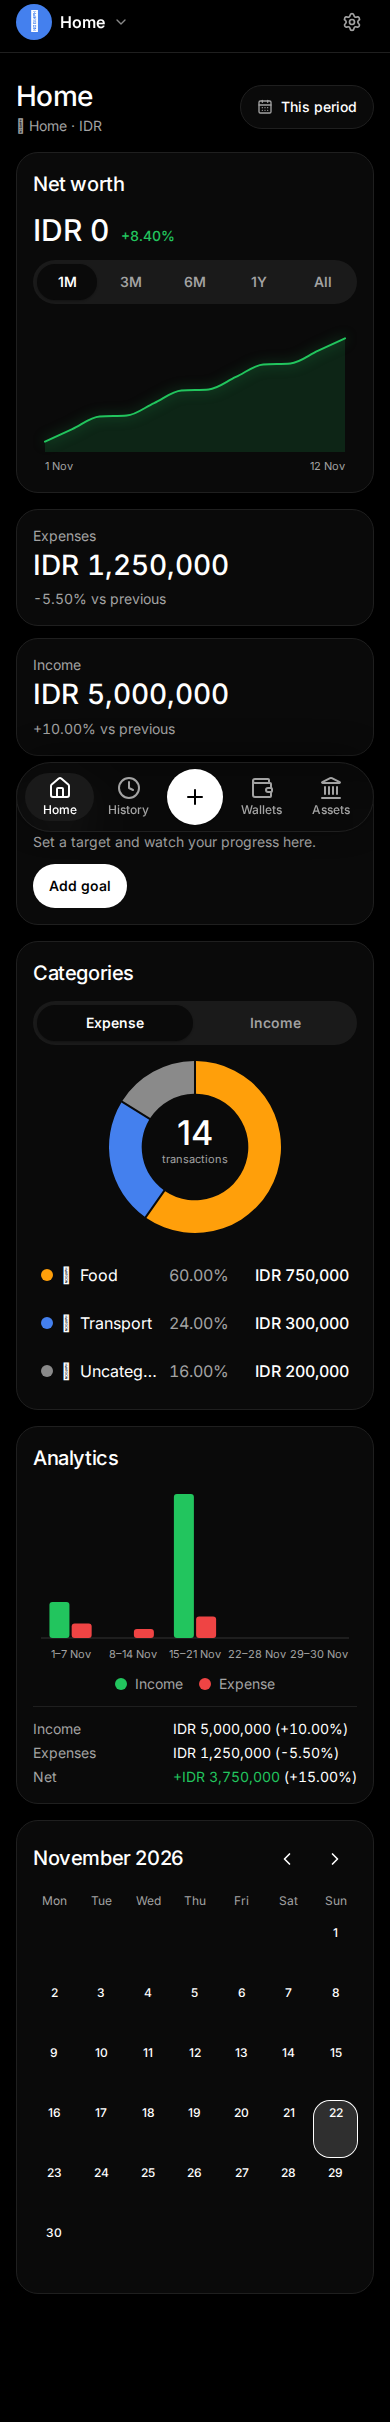 Home
Home
Home · IDR
This period
Net worth
IDR 0 +8.40%
1M 3M 6M 1Y All
1 Nov 12 Nov
Expenses
IDR 1,250,000
-5.50% vs previous
Income
IDR 5,000,000
+10.00% vs previous
Home History Wallets Assets
Set a target and watch your progress here.
Add goal
Categories
Expense Income
14
transactions
Food 60.00% IDR 750,000
Transport 24.00% IDR 300,000
Uncateg... 16.00% IDR 200,000
Analytics
1–7 Nov 8–14 Nov 15–21 Nov 22–28 Nov 29–30 Nov
Income Expense
Income IDR 5,000,000 (+10.00%)
Expenses IDR 1,250,000 (-5.50%)
Net +IDR 3,750,000 (+15.00%)
November 2026
Mon Tue Wed Thu Fri Sat Sun
1
2 3 4 5 6 7 8
9 10 11 12 13 14 15
16 17 18 19 20 21 22
23 24 25 26 27 28 29
30